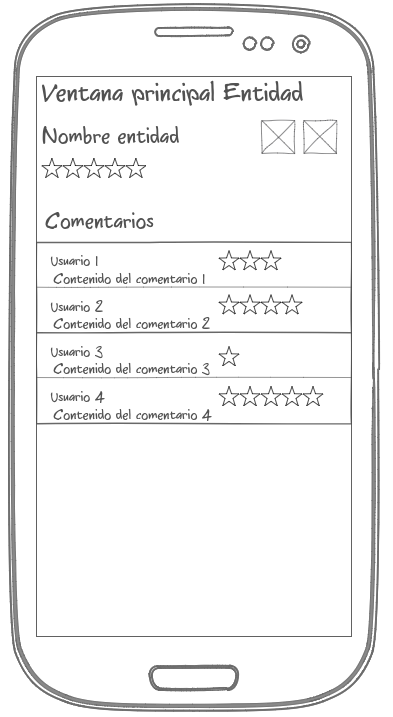 Ventana principal Entidad
Nombre entidad
Comentarios
Usuario 1
Contenido del comentario 1
Usuario 2
Contenido del comentario 2
Usuario 3
Contenido del comentario 3
Usuario 4
Contenido del comentario 4